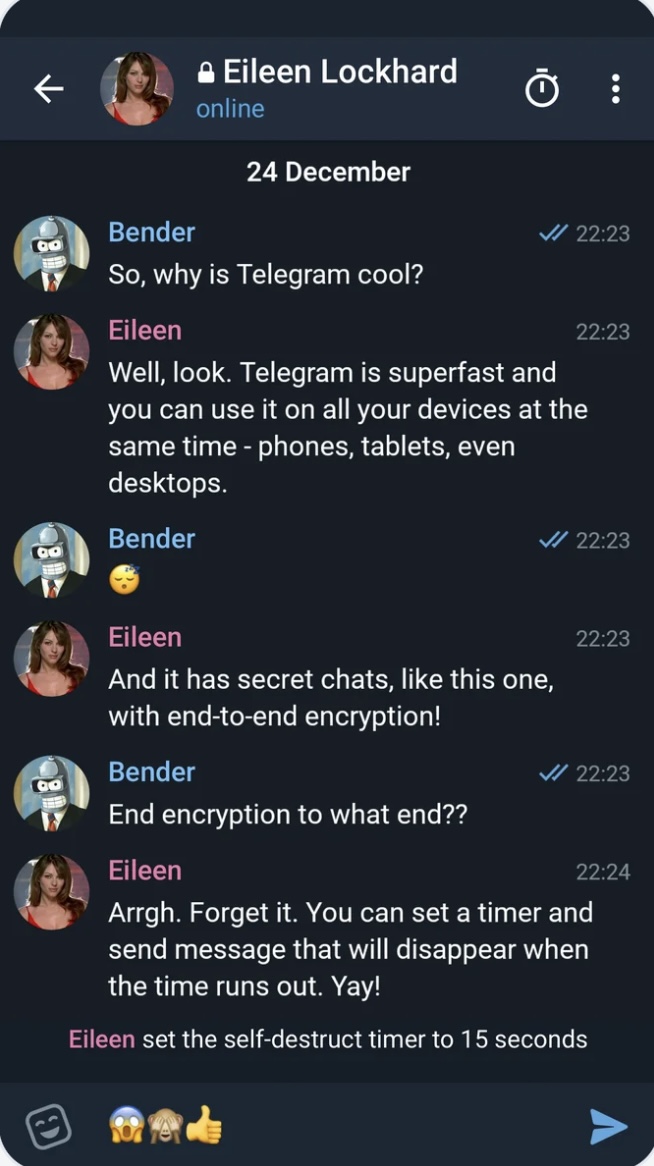 Eileen Lockhard
online
24 December
Bender 22:23
So, why is Telegram cool?
Eileen 22:23
Well, look. Telegram is superfast and
you can use it on all your devices at the
same time - phones, tablets, even
desktops.
Bender 22:23
😴
Eileen 22:23
And it has secret chats, like this one,
with end-to-end encryption!
Bender 22:23
End encryption to what end??
Eileen 22:24
Arrgh. Forget it. You can set a timer and
send message that will disappear when
the time runs out. Yay!
Eileen set the self-destruct timer to 15 seconds
😱🙈👍